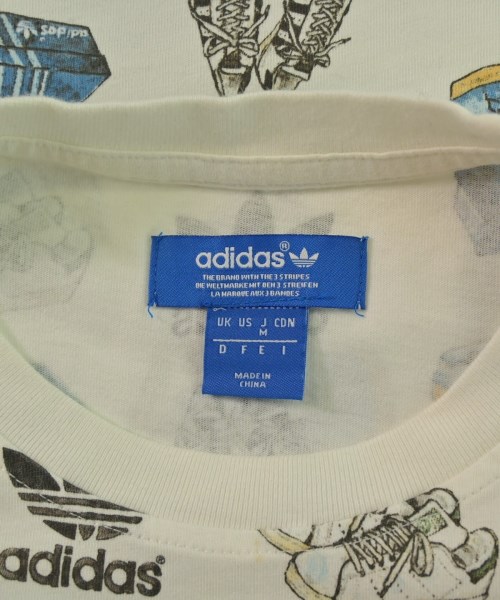 adidas
adidas®
THE BRAND WITH THE 3 STRIPES
DIE WELTMARKE MIT DEN 3 STREIFEN
LA MARQUE AUX 3 BANDES
UK US J CDN
M
D F E I
MADE IN
CHINA
adidas®